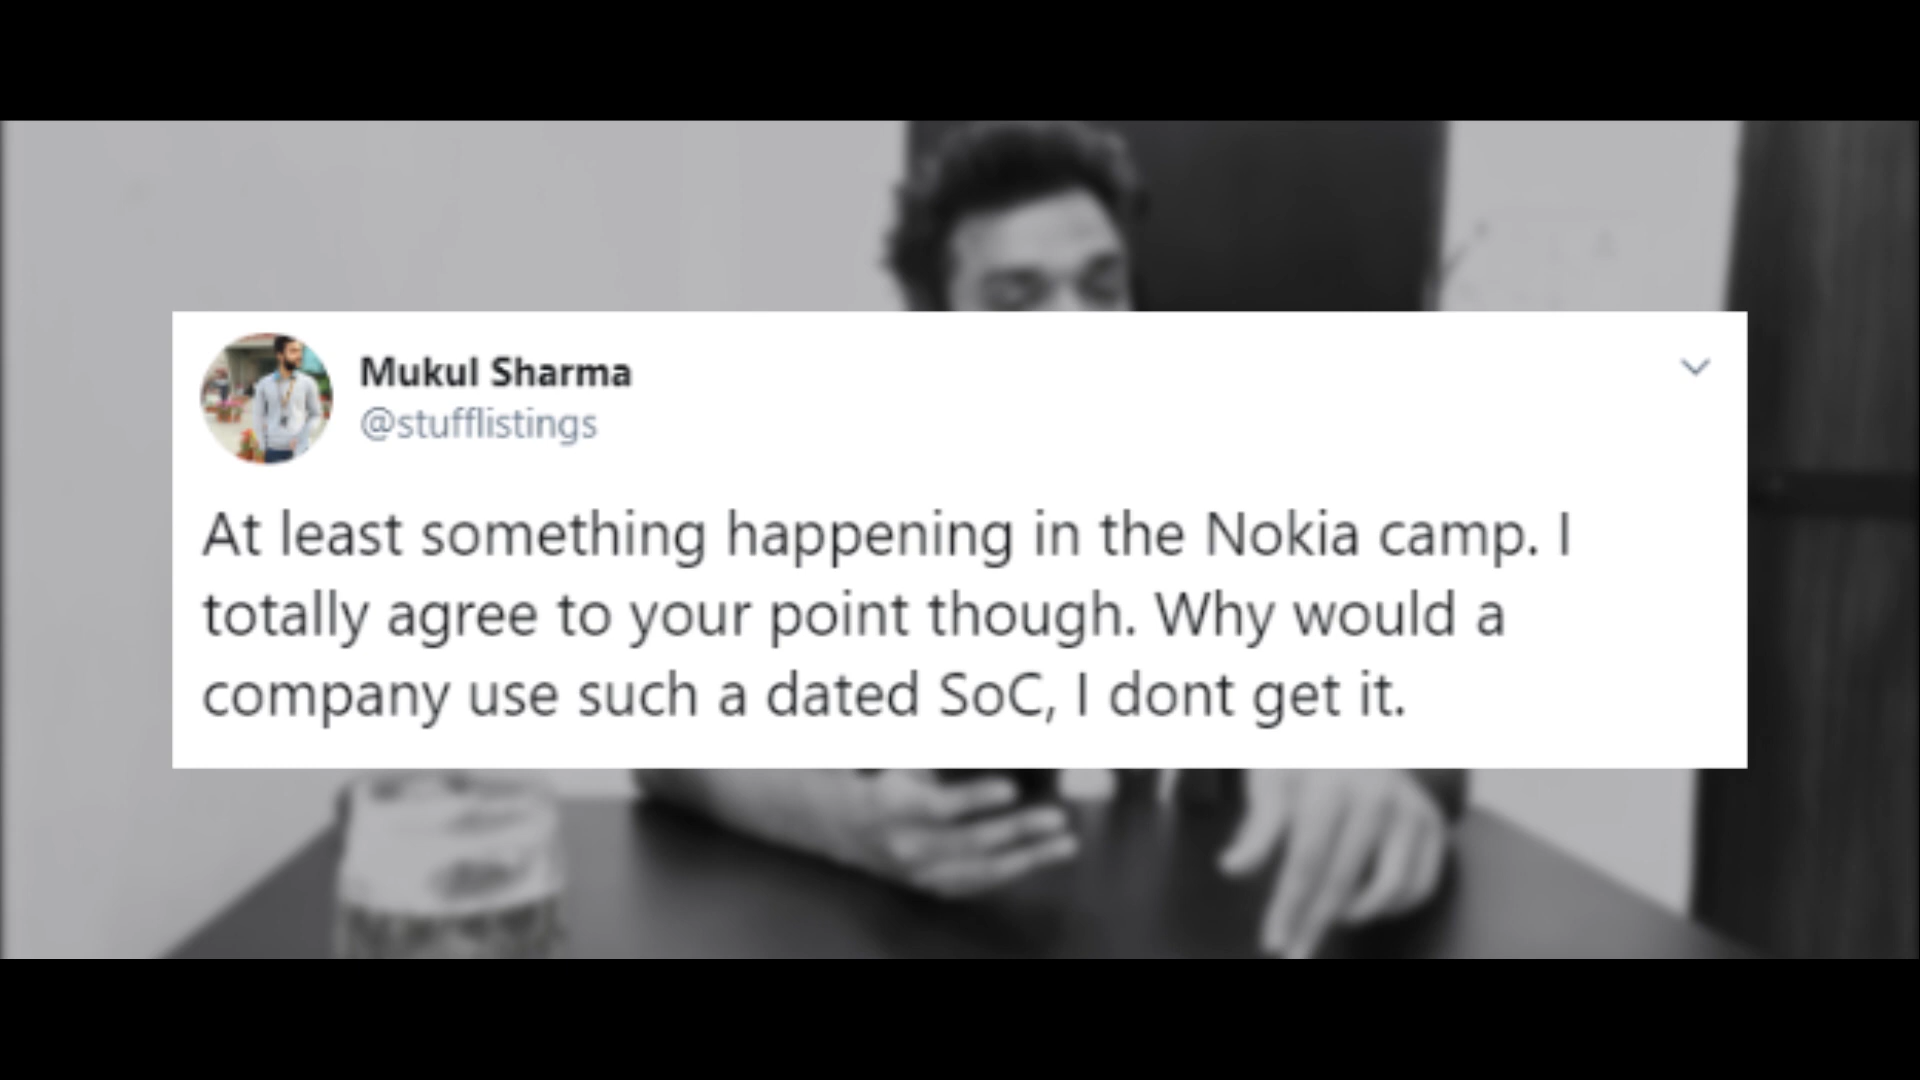 Mukul Sharma
@stufflistings
At least something happening in the Nokia camp. I
totally agree to your point though. Why would a
company use such a dated SoC, I dont get it.